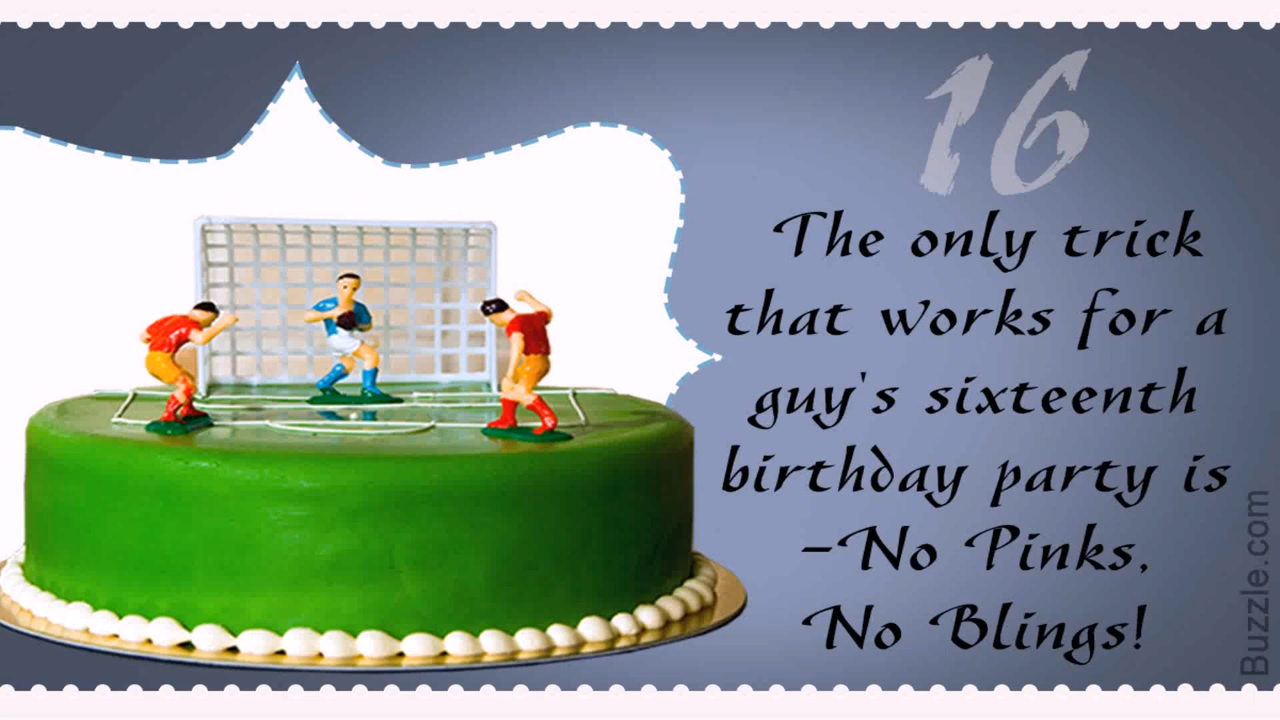 16
The only trick
that works for a
guy's sixteenth
birthday party is
-No Pinks,
No Blings!
Buzzle.com